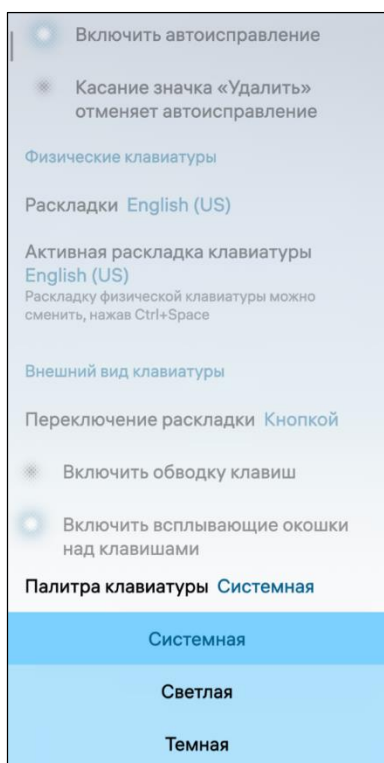 Включить автоисправление
Касание значка «Удалить»
отменяет автоисправление
Физические клавиатуры
Раскладки English (US)
Активная раскладка клавиатуры
English (US)
Раскладку физической клавиатуры можно
сменить, нажав Ctrl+Space
Внешний вид клавиатуры
Переключение раскладки Кнопкой
Включить обводку клавиш
Включить всплывающие окошки
над клавишами
Палитра клавиатуры Системная
Системная
Светлая
Темная